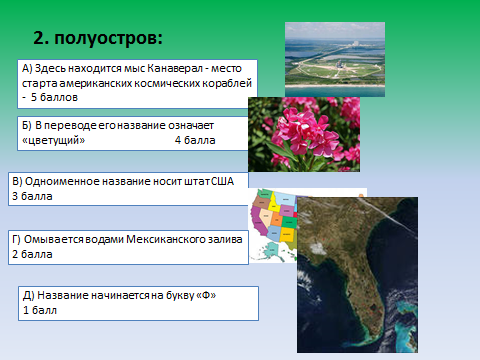 2. полуостров:
А) Здесь находится мыс Канаверал - место
старта американских космических кораблей
- 5 баллов
Б) В переводе его название означает
«цветущий» 4 балла
В) Одноименное название носит штат США
3 балла
Г) Омывается водами Мексиканского залива
2 балла
Д) Название начинается на букву «Ф»
1 балл